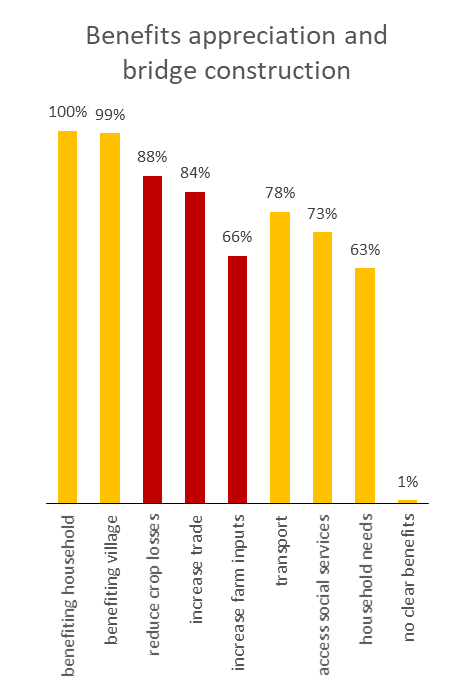 Benefits appreciation and
bridge construction
100%
99%
88%
84%
66%
78%
73%
63%
1%
benefiting household
benefiting village
reduce crop losses
increase trade
increase farm inputs
transport
access social services
household needs
no clear benefits